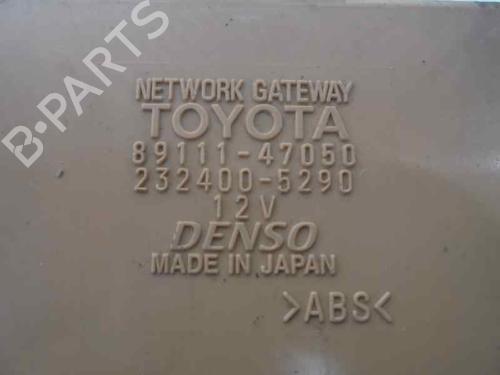 B-PARTS
NETWORK GATEWAY
TOYOTA
89111-47050
232400-5290
12V
DENSO
MADE IN JAPAN
>ABS<